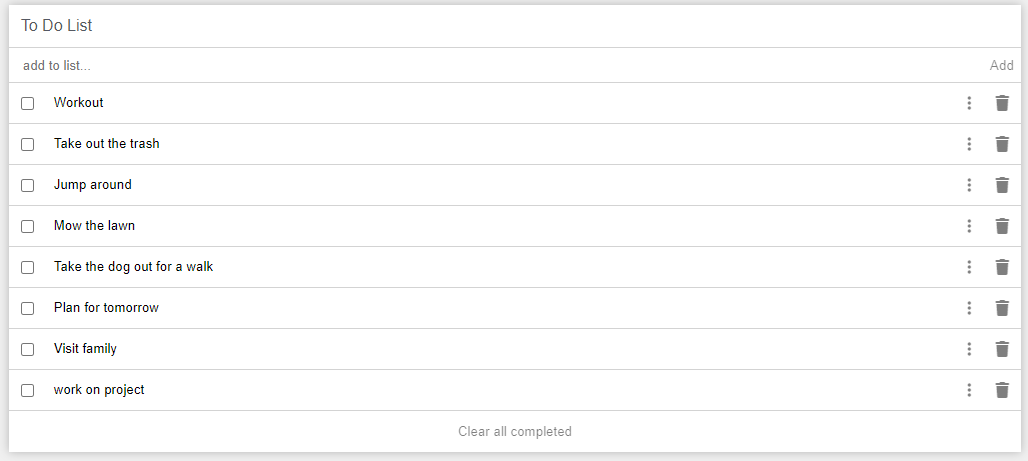 To Do List
add to list...
Add
Workout
Take out the trash
Jump around
Mow the lawn
Take the dog out for a walk
Plan for tomorrow
Visit family
work on project
Clear all completed